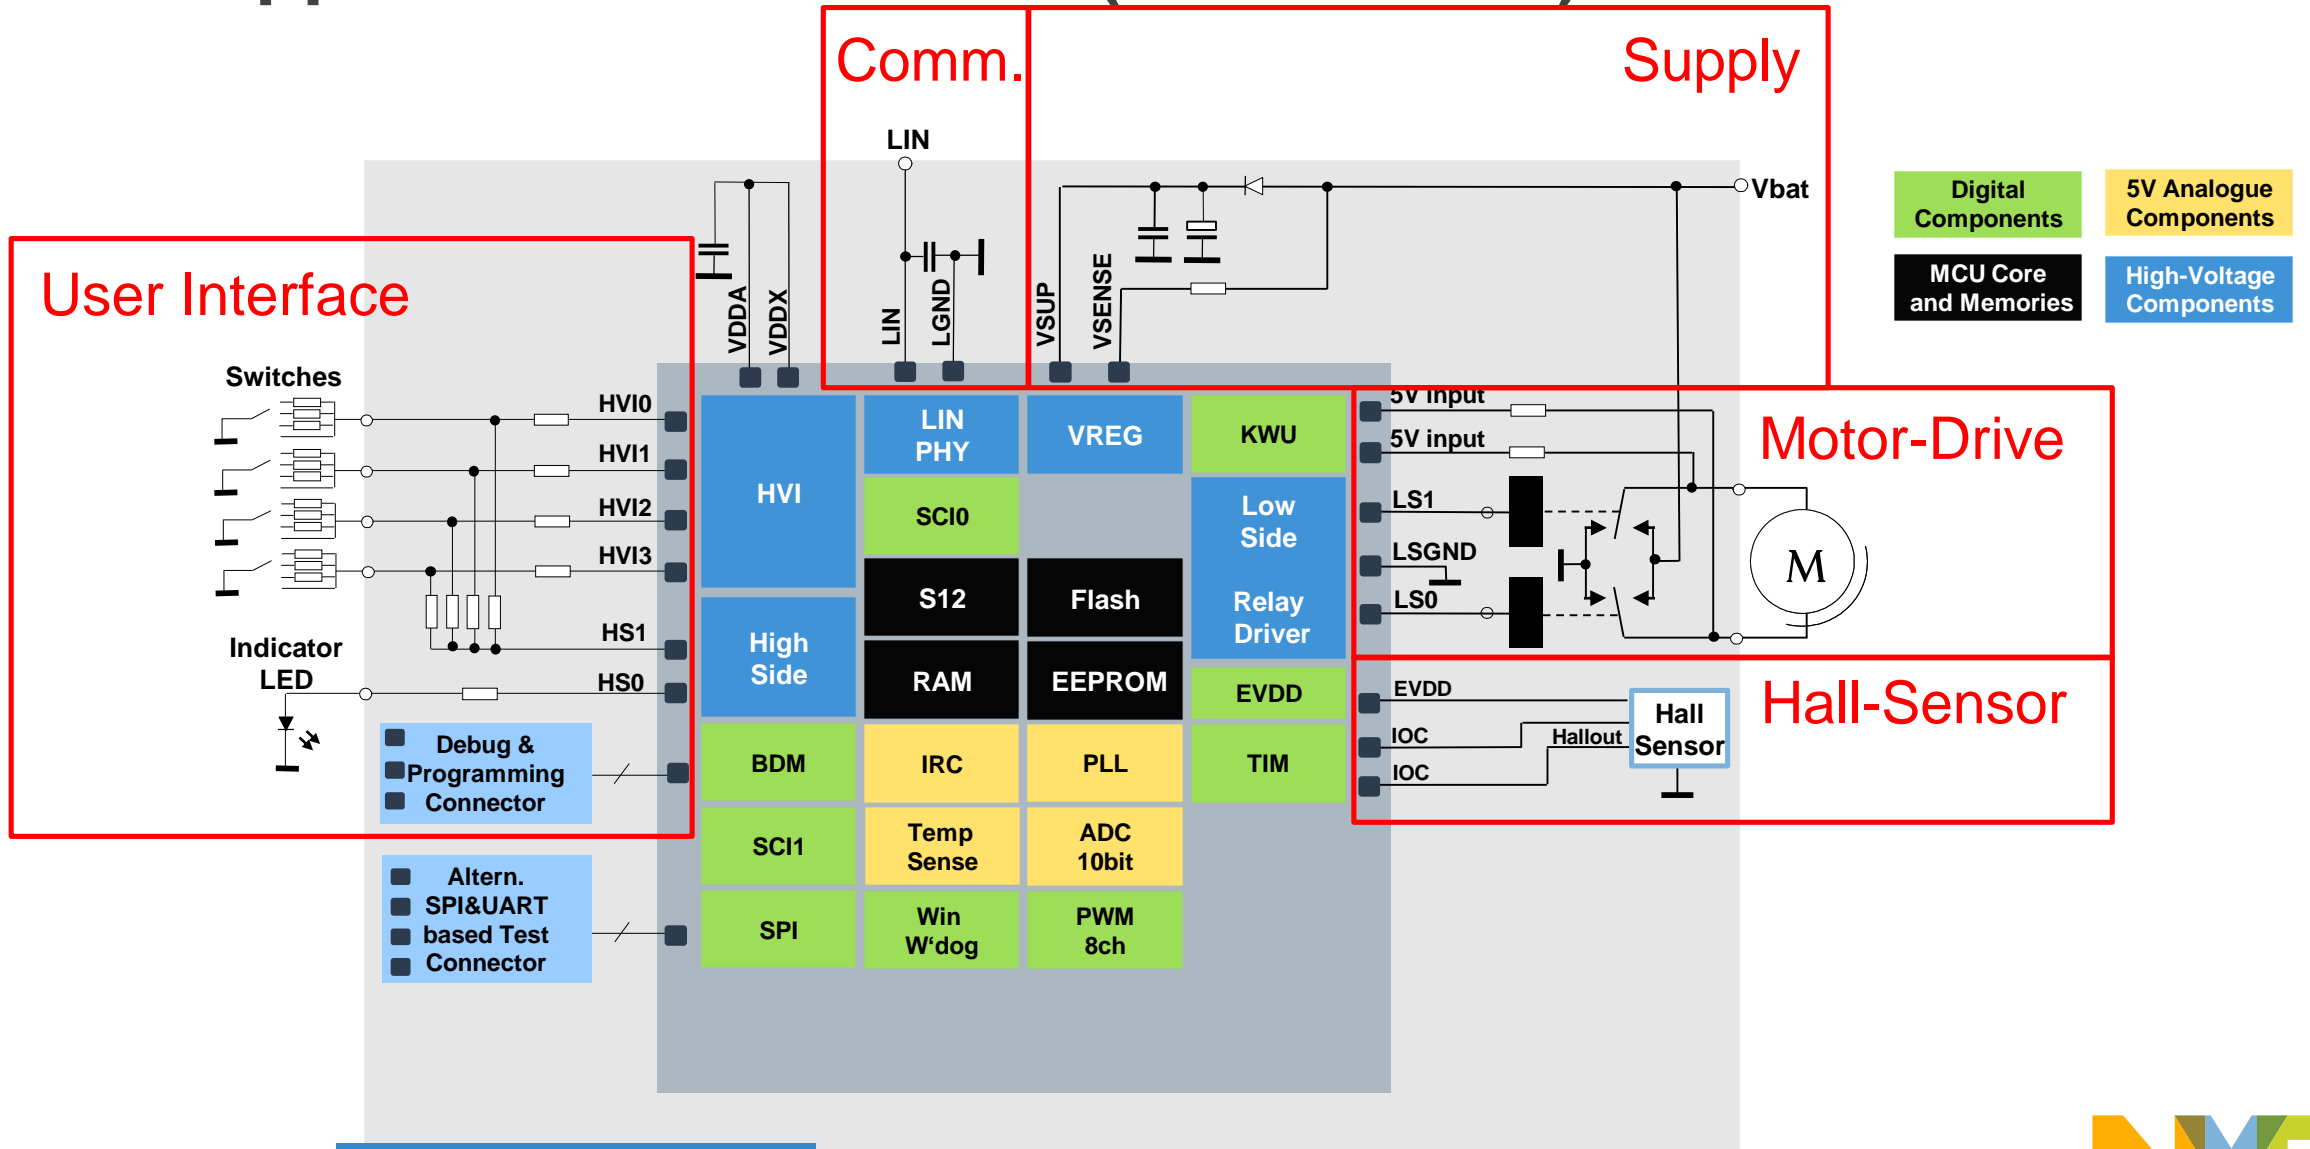 Comm.
Supply
LIN
Vbat
Digital
Components
5V Analogue
Components
MCU Core
and Memories
High-Voltage
Components
User Interface
VDDA
VDDX
LIN
LGND
VSUP
VSENSE
Switches
HVI0
HVI1
HVI2
HVI3
HS1
Indicator
LED
HS0
Debug &
Programming
Connector
Altern.
SPI&UART
based Test
Connector
HVI
LIN
PHY
VREG
KWU
SCI0
Low
Side
Relay
Driver
S12
Flash
High
Side
RAM
EEPROM
EVDD
BDM
IRC
PLL
TIM
SCI1
Temp
Sense
ADC
10bit
SPI
Win
W‘dog
PWM
8ch
5V input
5V input
Motor-Drive
LS1
LSGND
LS0
M
EVDD
IOC
Hallout
IOC
Hall
Sensor
Hall-Sensor